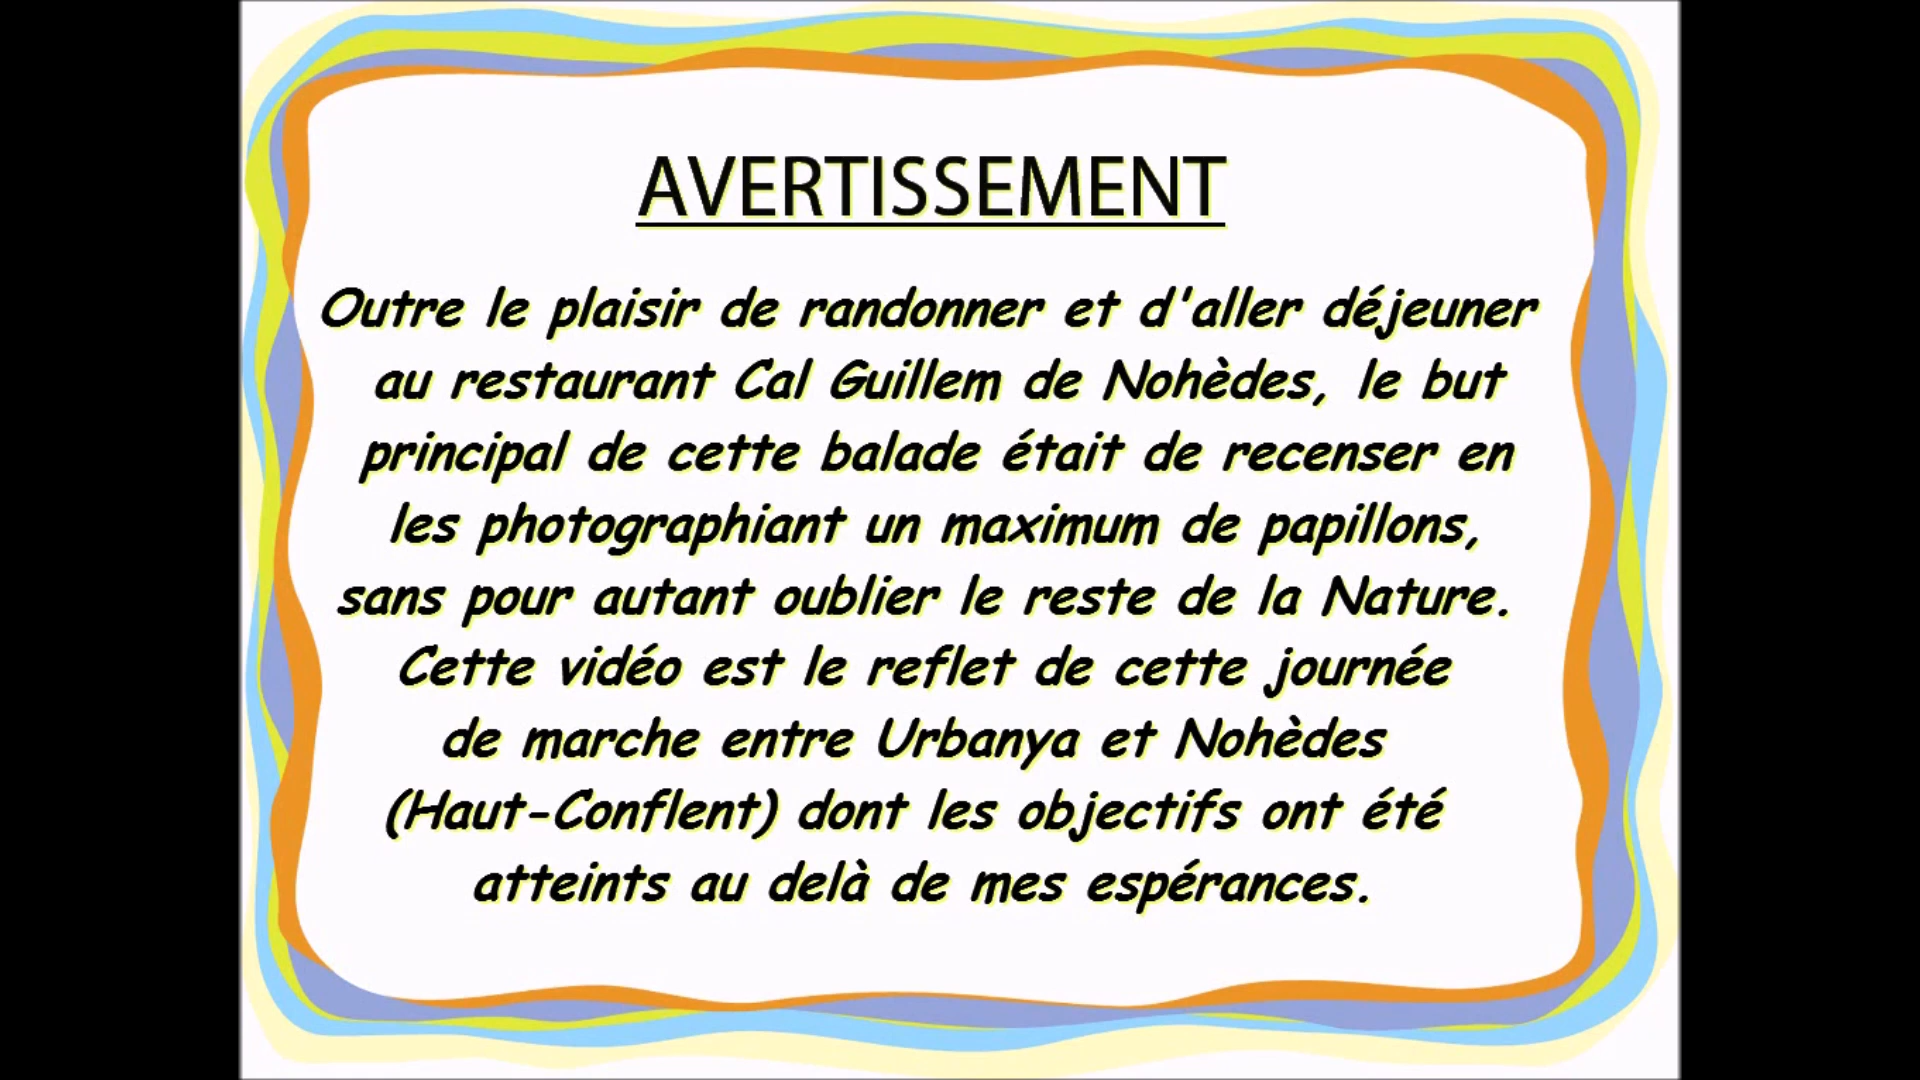 AVERTISSEMENT
Outre le plaisir de randonner et d'aller déjeuner
au restaurant Cal Guillem de Nohèdes, le but
principal de cette balade était de recenser en
les photographiant un maximum de papillons,
sans pour autant oublier le reste de la Nature.
Cette vidéo est le reflet de cette journée
de marche entre Urbanya et Nohèdes
(Haut-Conflent) dont les objectifs ont été
atteints au delà de mes espérances.